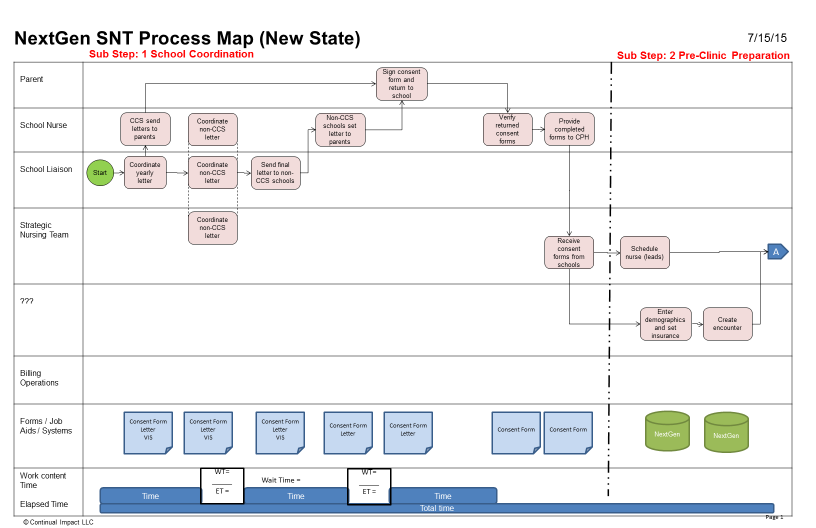 NextGen SNT Process Map (New State)
7/15/15
Sub Step: 1 School Coordination
Sub Step: 2 Pre-Clinic Preparation
Parent
Sign consent
form and
return to
school
School Nurse
CCS send
letters to
parents
Coordinate
non-CCS
letter
Non-CCS
schools set
letter to
parents
Verify
returned
consent
forms
Provide
completed
forms to CPH
School Liaison
Start
Coordinate
yearly
letter
Coordinate
non-CCS
letter
Send final
letter to non-
CCS schools
Strategic
Nursing Team
Coordinate
non-CCS
letter
Receive
consent
forms from
schools
Schedule
nurse (leads)
A
???
Enter
demographics
and set
insurance
Create
encounter
Billing
Operations
Forms / Job
Aids / Systems
Consent Form
Letter
VIS
Consent Form
Letter
VIS
Consent Form
Letter
VIS
Consent Form
Letter
Consent Form
Letter
Consent Form
Consent Form
NextGen
NextGen
Work content
Time
Time
WT=
ET =
Wait Time =
Time
WT=
ET =
Time
Elapsed Time
Total time
© Continual Impact LLC
Page 1